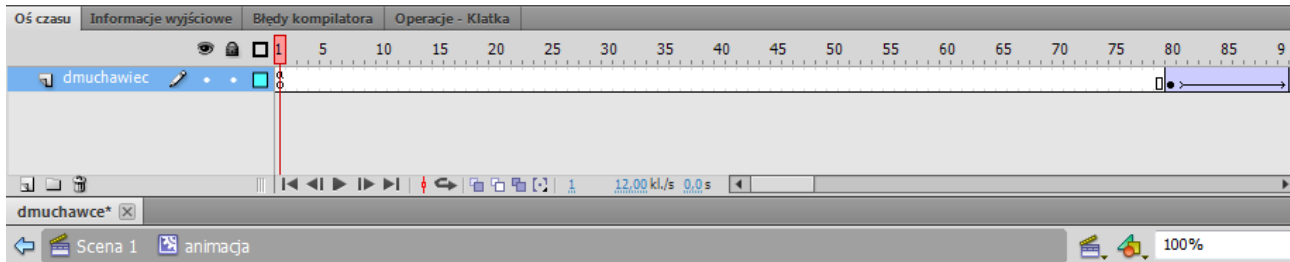 Oś czasu Informacje wyjściowe Błędy kompilatora Operacje - Klatka
1 5 10 15 20 25 30 35 40 45 50 55 60 65 70 75 80 85 9
dmuchawiec
a
1 12,00 kl./s 0,0 s
dmuchawce*
Scena 1 animacja 100%